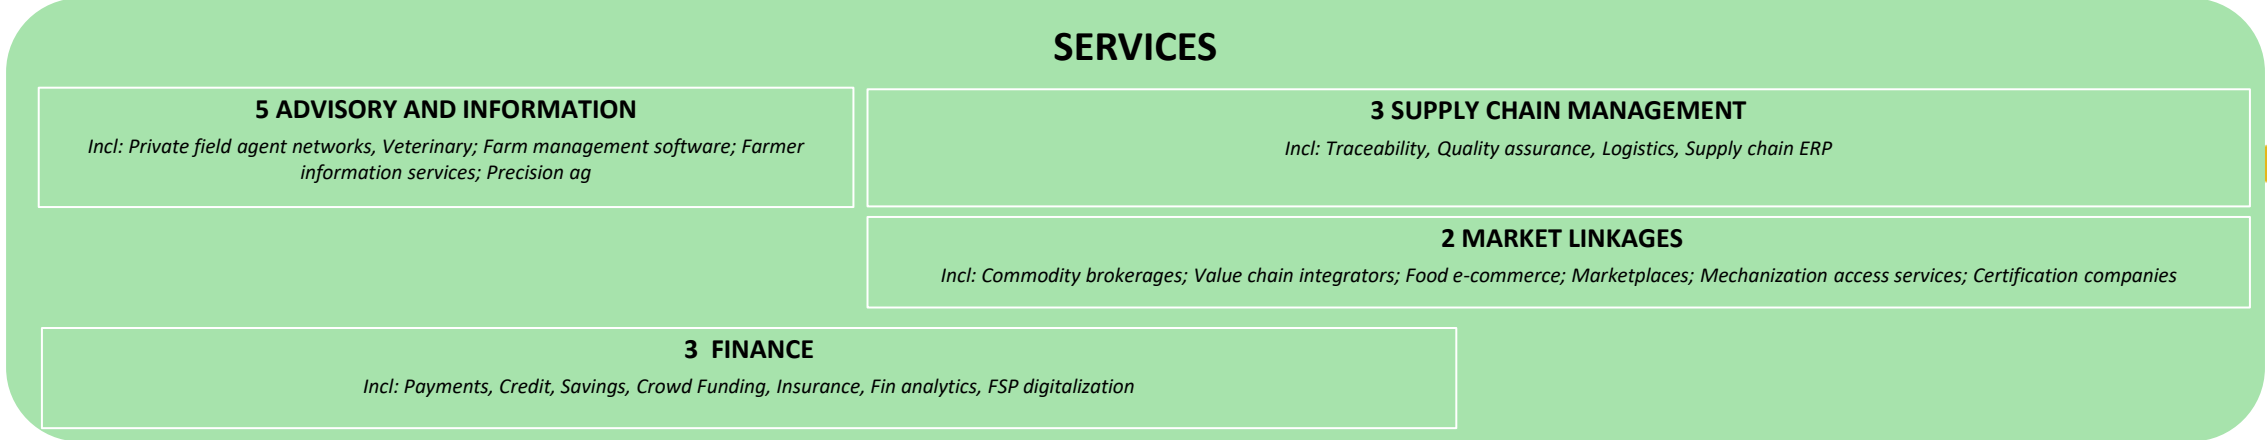 SERVICES
5 ADVISORY AND INFORMATION
Incl: Private field agent networks, Veterinary; Farm management software; Farmer
information services; Precision ag
3 SUPPLY CHAIN MANAGEMENT
Incl: Traceability, Quality assurance, Logistics, Supply chain ERP
2 MARKET LINKAGES
Incl: Commodity brokerages; Value chain integrators; Food e-commerce; Marketplaces; Mechanization access services; Certification companies
3 FINANCE
Incl: Payments, Credit, Savings, Crowd Funding, Insurance, Fin analytics, FSP digitalization